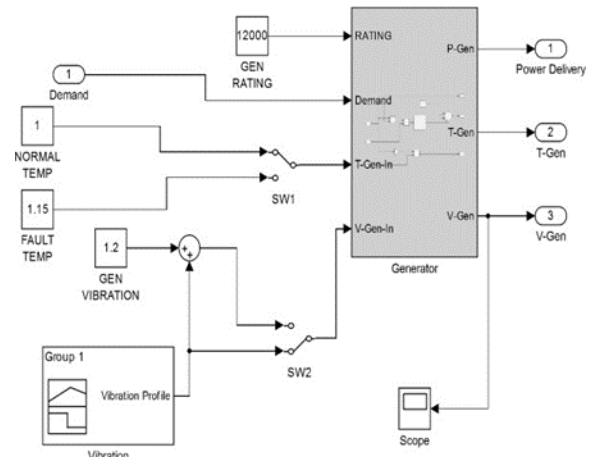 12000
GEN
RATING
RATING
P-Gen
1
Power Delivery
1
Demand
Demand
1
NORMAL
TEMP
T-Gen
2
T-Gen
T-Gen-In
SW1
1.15
FAULT
TEMP
V-Gen-In
V-Gen
3
V-Gen
Generator
1.2
GEN
VIBRATION
+
+
SW2
Group 1
Vibration Profile
Vibration
Scope